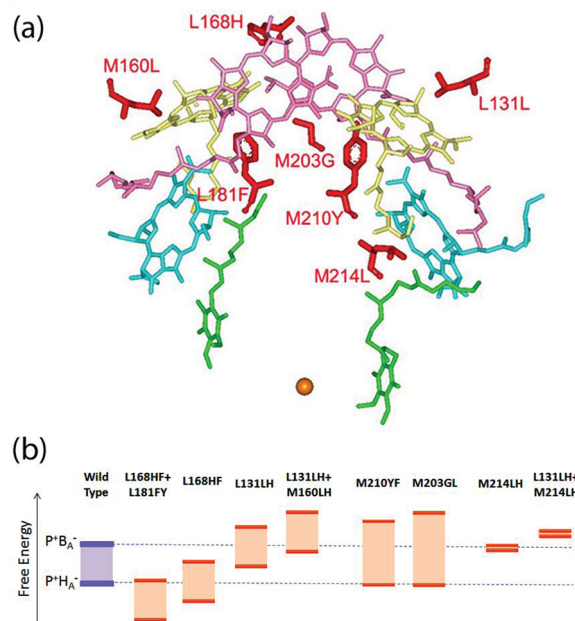 (a)
L168H
M160L
L131L
M203G
L181F
M210Y
M214L
(b)
Wild Type
L168HF+ L181FY
L168HF
L131LH
L131LH+ M160LH
M210YF
M203GL
M214LH
L131LH+ M214LH
Free Energy
P⁺B_A⁻
P⁺H_A⁻